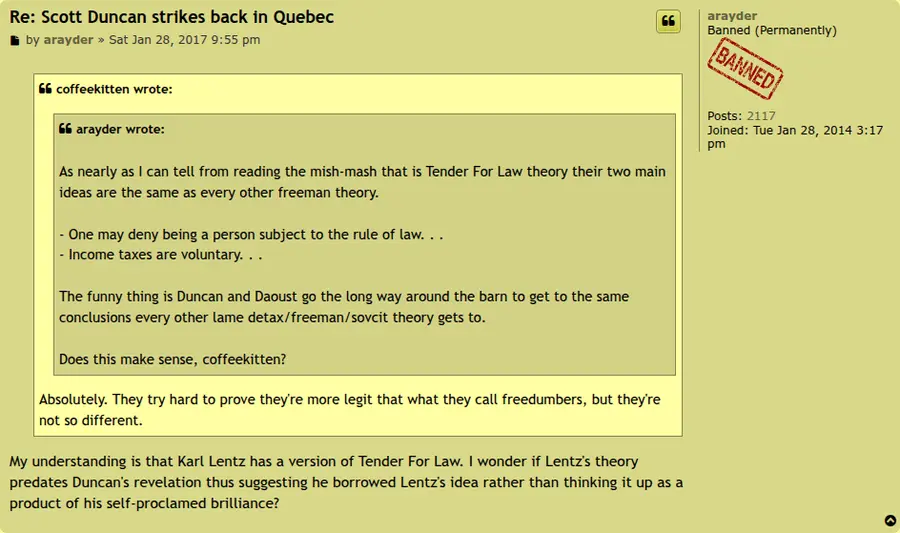 Re: Scott Duncan strikes back in Quebec
by arayder » Sat Jan 28, 2017 9:55 pm
coffeekitten wrote:
arayder wrote:
As nearly as I can tell from reading the mish-mash that is Tender For Law theory their two main
ideas are the same as every other freeman theory.
- One may deny being a person subject to the rule of law. . .
- Income taxes are voluntary. . .
The funny thing is Duncan and Daoust go the long way around the barn to get to the same
conclusions every other lame detax/freeman/sovcit theory gets to.
Does this make sense, coffeekitten?
Absolutely. They try hard to prove they're more legit that what they call freedumbers, but they're
not so different.
My understanding is that Karl Lentz has a version of Tender For Law. I wonder if Lentz's theory
predates Duncan's revelation thus suggesting he borrowed Lentz's idea rather than thinking it up as a
product of his self-proclamed brilliance?
arayder
Banned (Permanently)
BANNED
Posts: 2117
Joined: Tue Jan 28, 2014 3:17
pm